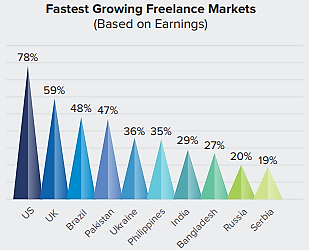 Fastest Growing Freelance Markets
(Based on Earnings)
78%
59%
48%
47%
36%
35%
29%
27%
20%
19%
US
UK
Brazil
Pakistan
Ukraine
Philippines
India
Bangladesh
Russia
Serbia